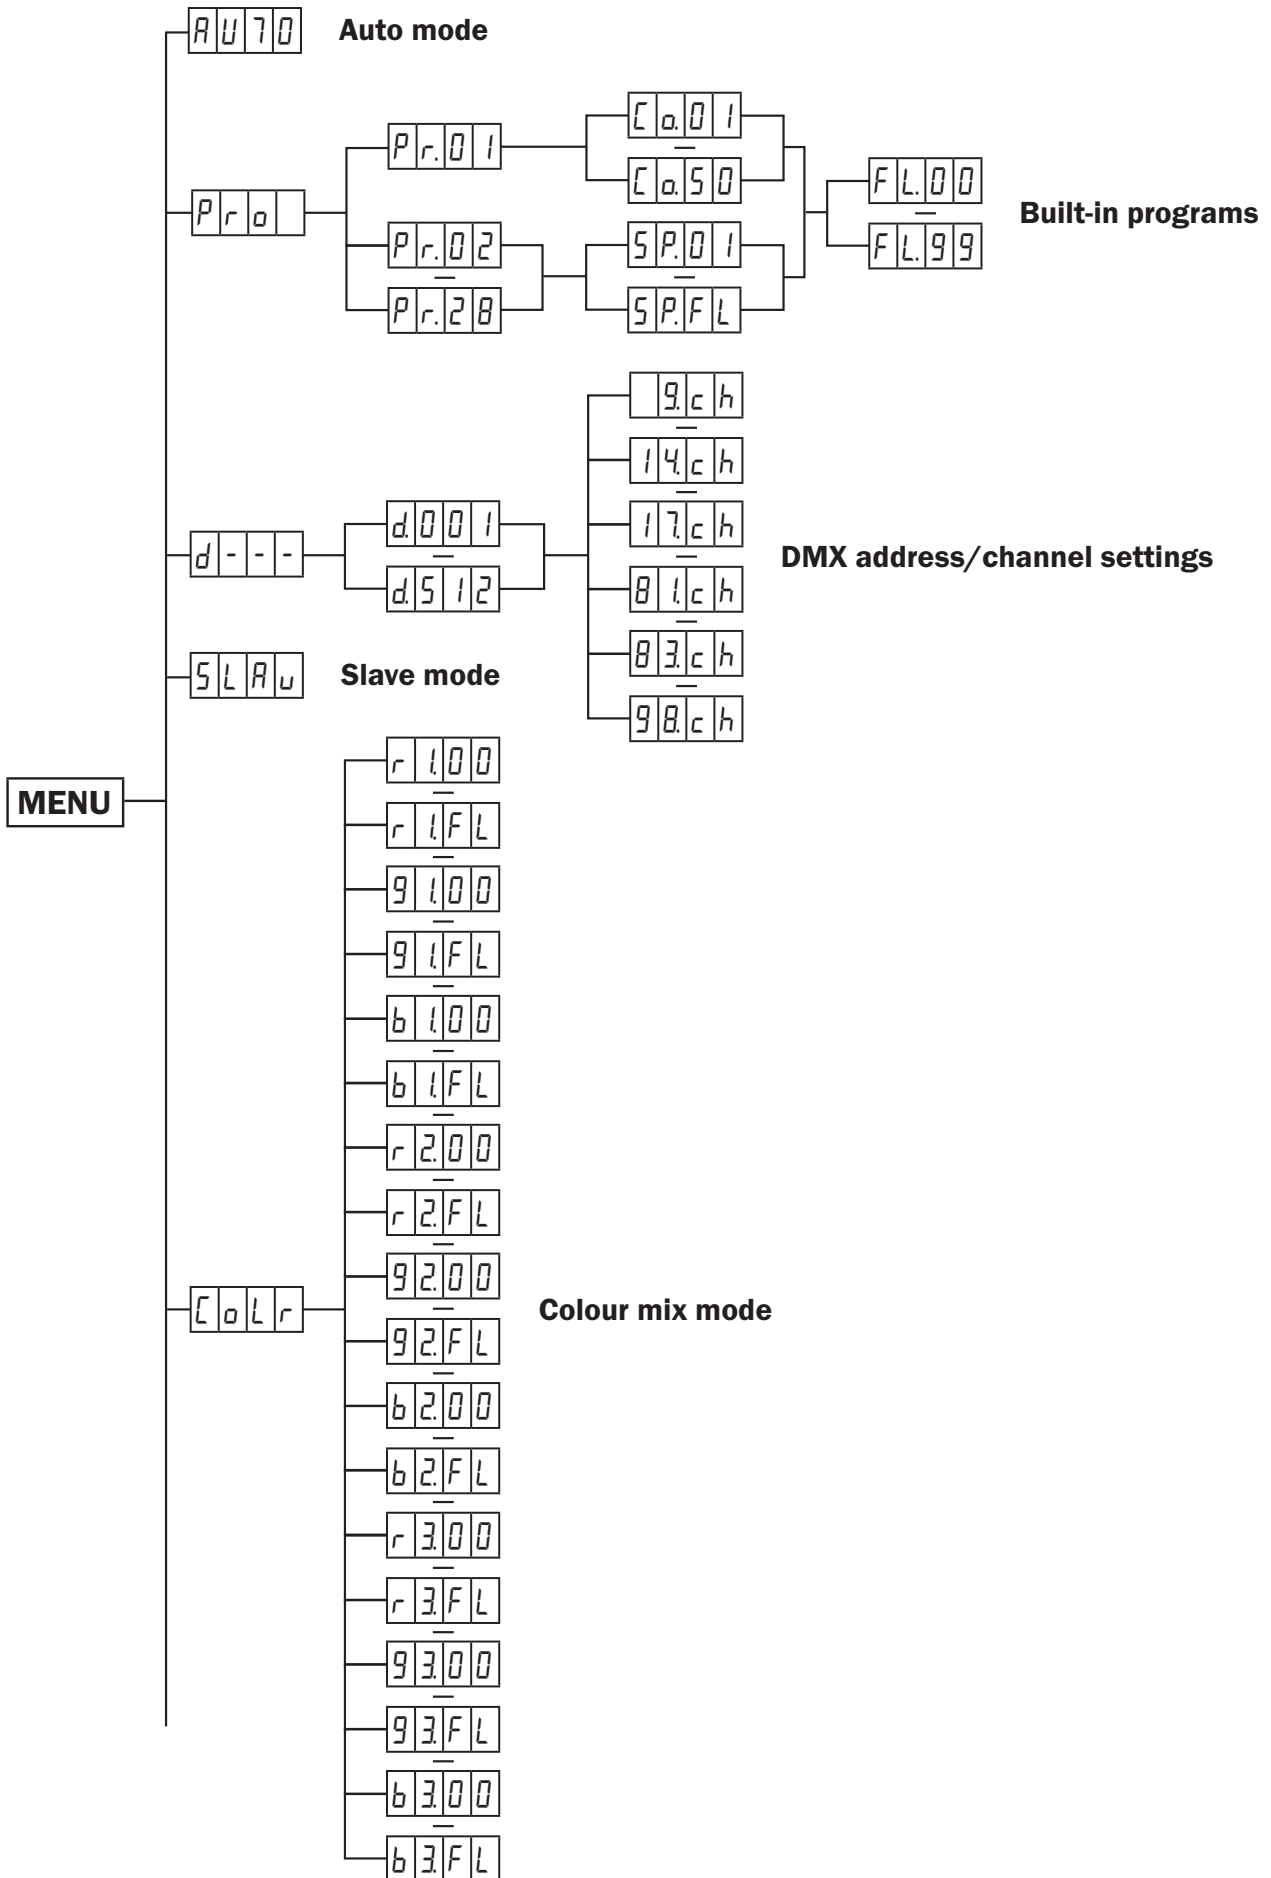 AUTO
Auto mode
Pr.01
Co.01
Co.50
Pro
FL.00
FL.99
Built-in programs
Pr.02
Pr.28
SP.01
SP.FL
9.ch
14.ch
17.ch
81.ch
83.ch
98.ch
d---
d.001
d.512
DMX address/channel settings
SLAu
Slave mode
MENU
CoLr
r1.00
r1.FL
g1.00
g1.FL
b1.00
b1.FL
r2.00
r2.FL
g2.00
g2.FL
b2.00
b2.FL
r3.00
r3.FL
g3.00
g3.FL
b3.00
b3.FL
Colour mix mode